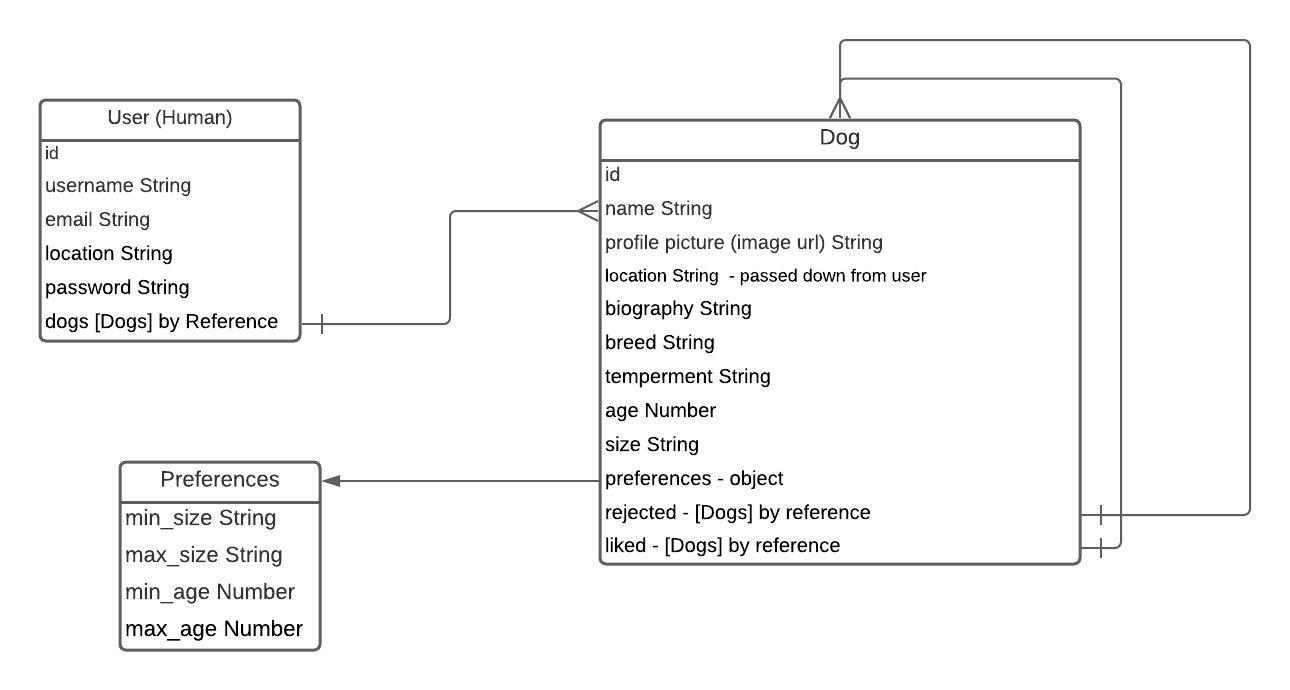 User (Human)
id
username String
email String
location String
password String
dogs [Dogs] by Reference
Dog
id
name String
profile picture (image url) String
location String - passed down from user
biography String
breed String
temperment String
age Number
size String
preferences - object
rejected - [Dogs] by reference
liked - [Dogs] by reference
Preferences
min_size String
max_size String
min_age Number
max_age Number